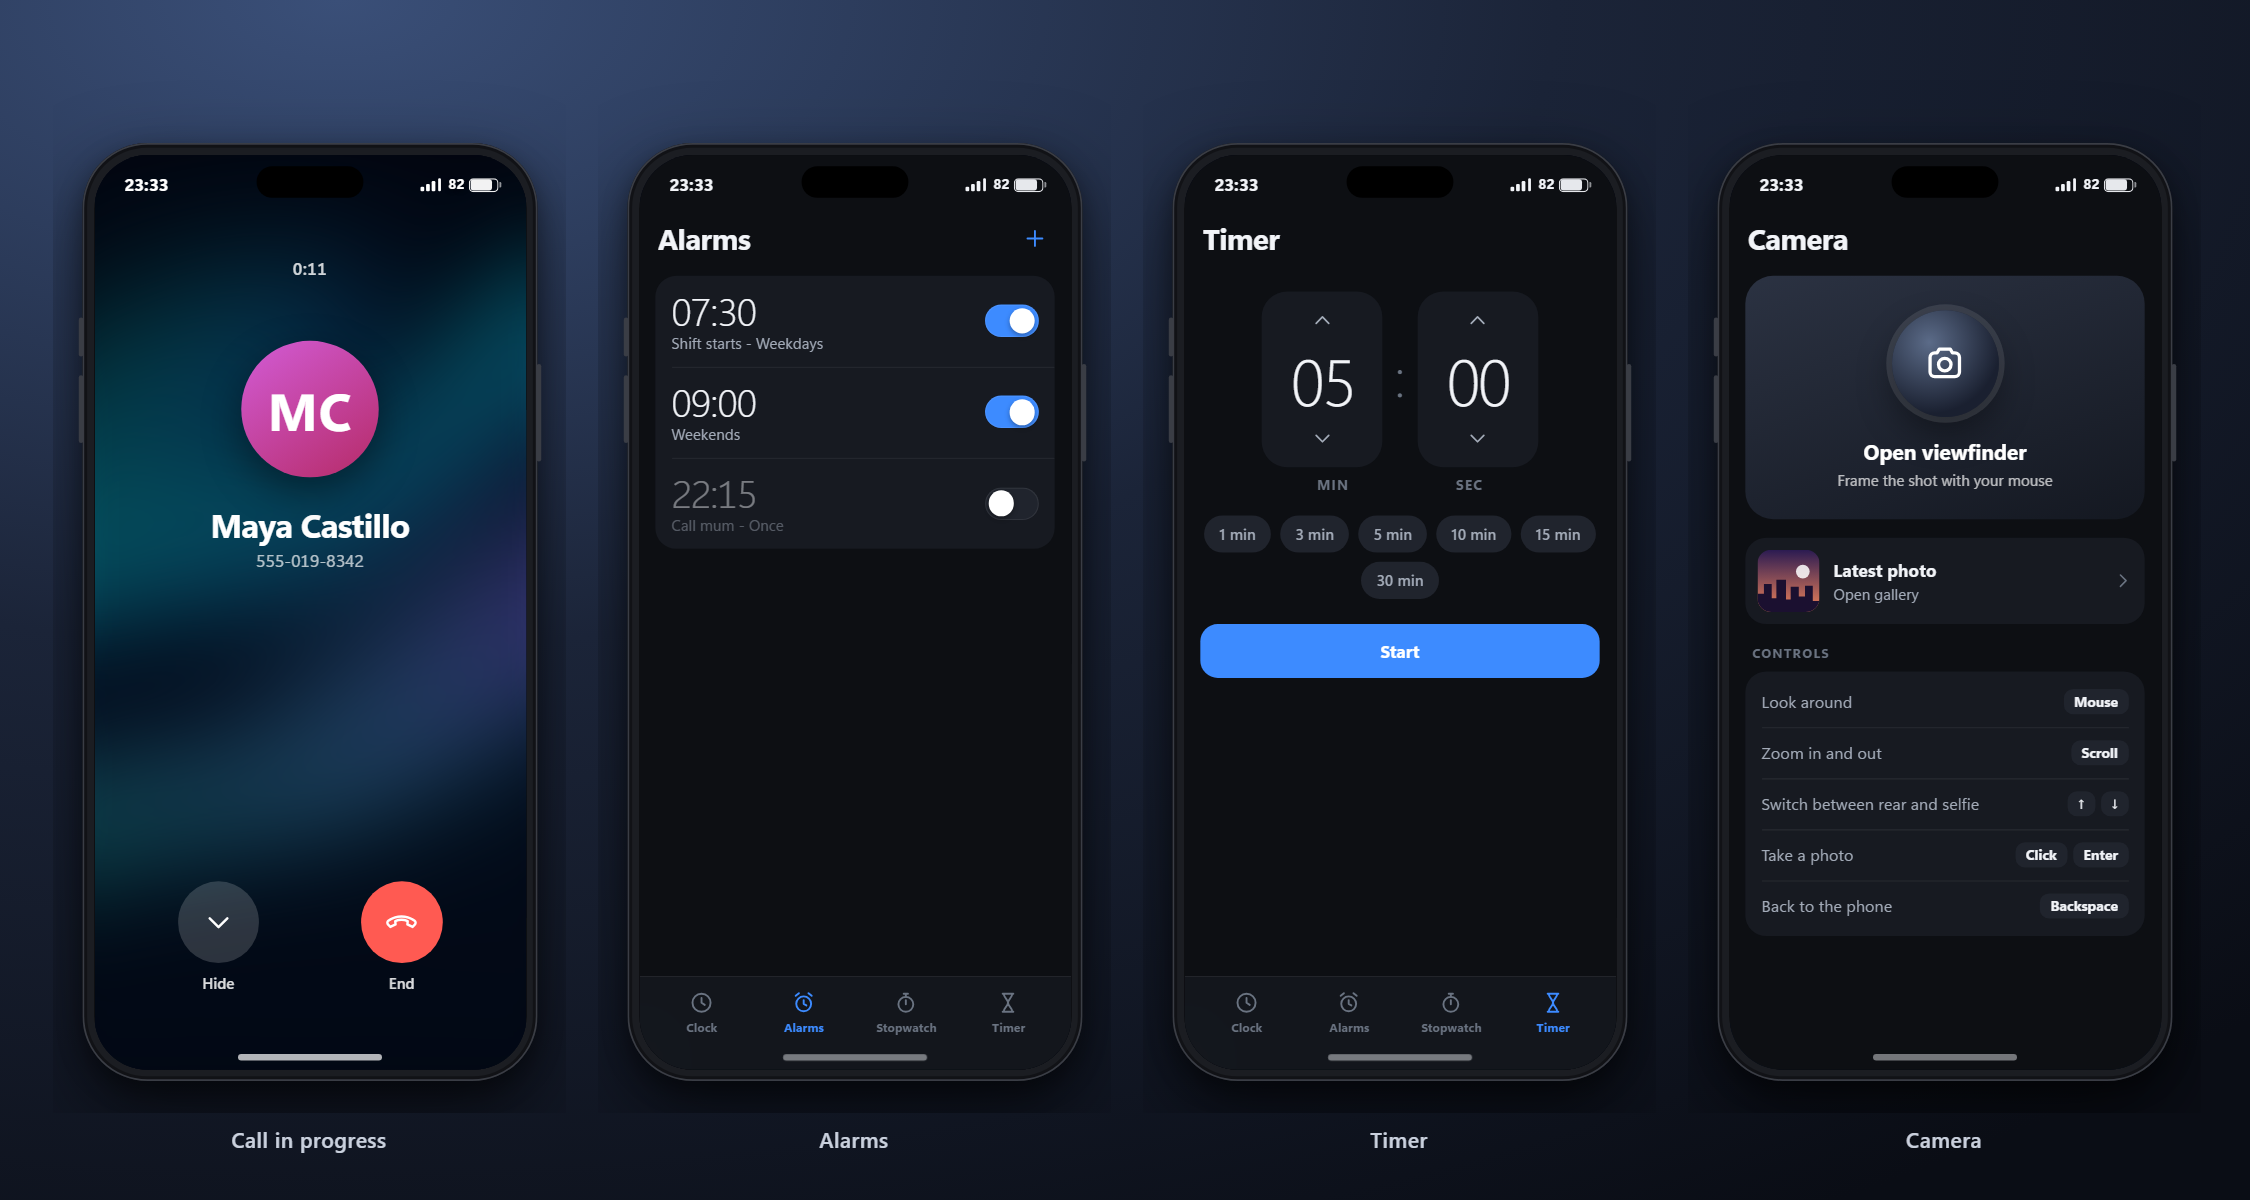 23:33
82
0:11
MC
Maya Castillo
555-019-8342
Hide
End
Call in progress
23:33
82
Alarms
07:30
Shift starts - Weekdays
09:00
Weekends
22:15
Call mum - Once
Clock
Alarms
Stopwatch
Timer
Alarms
23:33
82
Timer
05 : 00
MIN
SEC
1 min
3 min
5 min
10 min
15 min
30 min
Start
Clock
Alarms
Stopwatch
Timer
Timer
23:33
82
Camera
Open viewfinder
Frame the shot with your mouse
Latest photo
Open gallery
CONTROLS
Look around
Mouse
Zoom in and out
Scroll
Switch between rear and selfie
↑ ↓
Take a photo
Click Enter
Back to the phone
Backspace
Camera